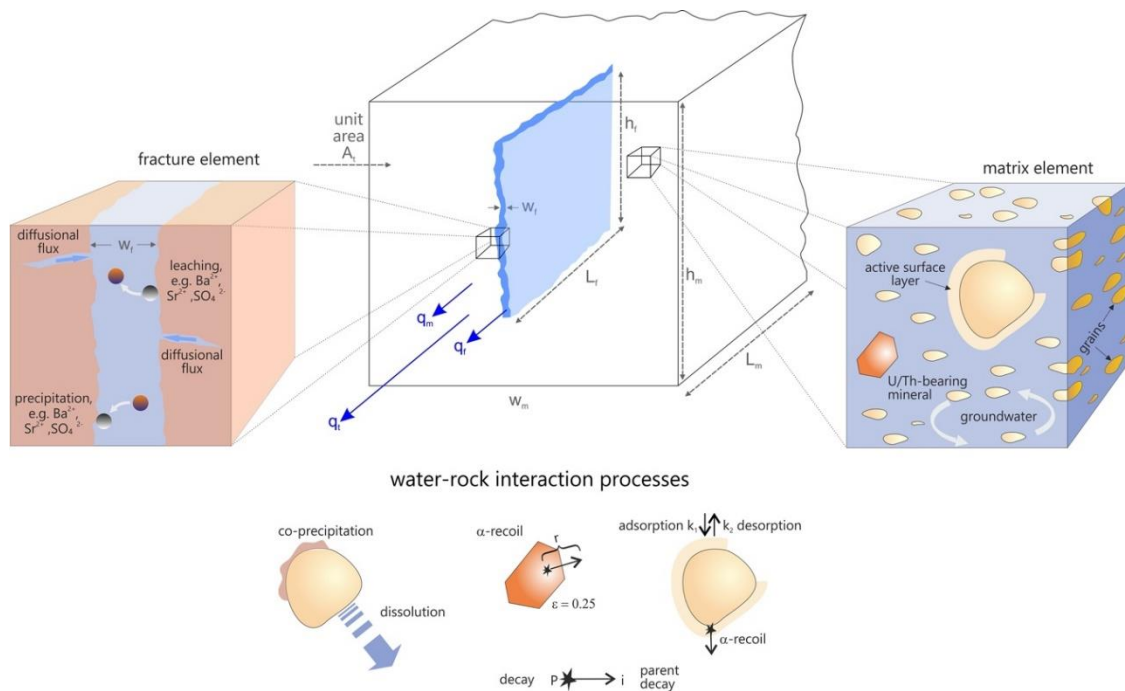 unit
area
Aₜ
fracture element
matrix element
h_f
w_f
L_f
h_m
L_m
w_m
q_m
q_f
q_t
diffusional
flux
W_f
leaching,
e.g. Ba²⁺,
Sr²⁺,SO₄²⁻
diffusional
flux
precipitation,
e.g. Ba²⁺,
Sr²⁺,SO₄²⁻
active surface
layer
U/Th-bearing
mineral
groundwater
grains
water-rock interaction processes
co-precipitation
dissolution
α-recoil
r
ε = 0.25
adsorption k₁ k₂ desorption
α-recoil
decay P i parent
decay